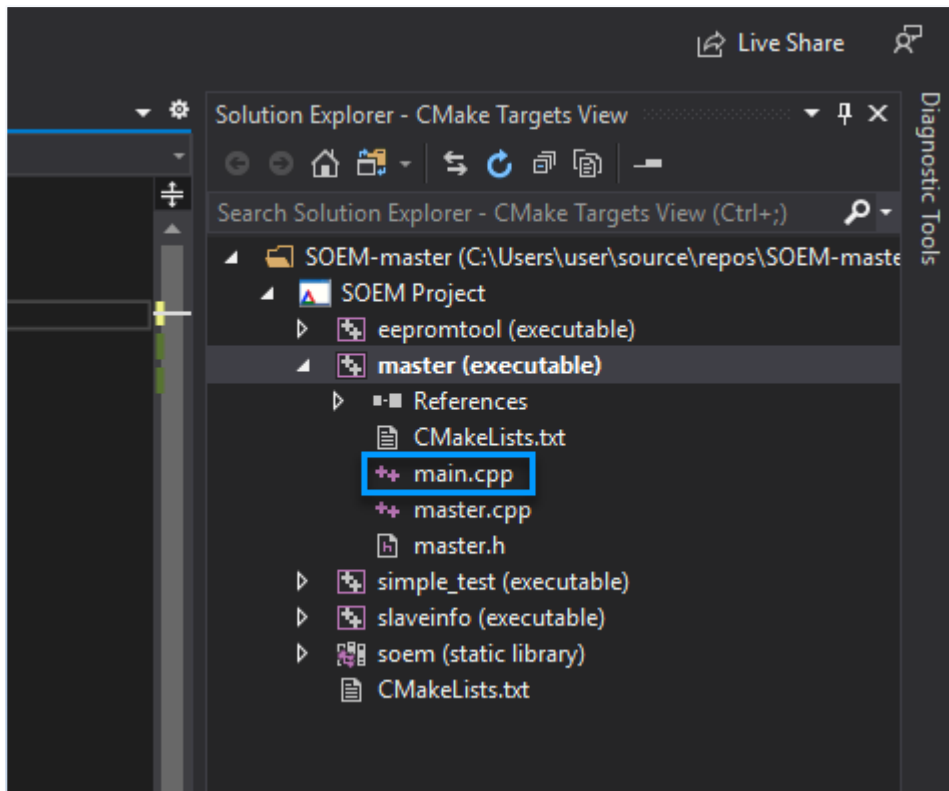 Live Share
Solution Explorer - CMake Targets View
Diagnostic Tools
Search Solution Explorer - CMake Targets View (Ctrl+;)
SOEM-master (C:\Users\user\source\repos\SOEM-maste
SOEM Project
eepromtool (executable)
master (executable)
References
CMakeLists.txt
main.cpp
master.cpp
master.h
simple_test (executable)
slaveinfo (executable)
soem (static library)
CMakeLists.txt